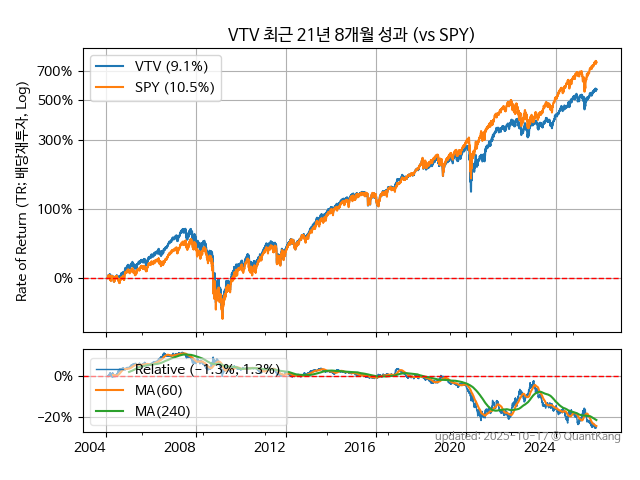 VTV 최근 21년 8개월 성과 (vs SPY)
Rate of Return (TR: 배당재투자, Log)
700%
500%
300%
100%
0%
VTV (9.1%)
SPY (10.5%)
0%
−20%
Relative (−1.3%, 1.3%)
MA(60)
MA(240)
2004 2008 2012 2016 2020 2024
updated: 2025-10-17 © QuantKang